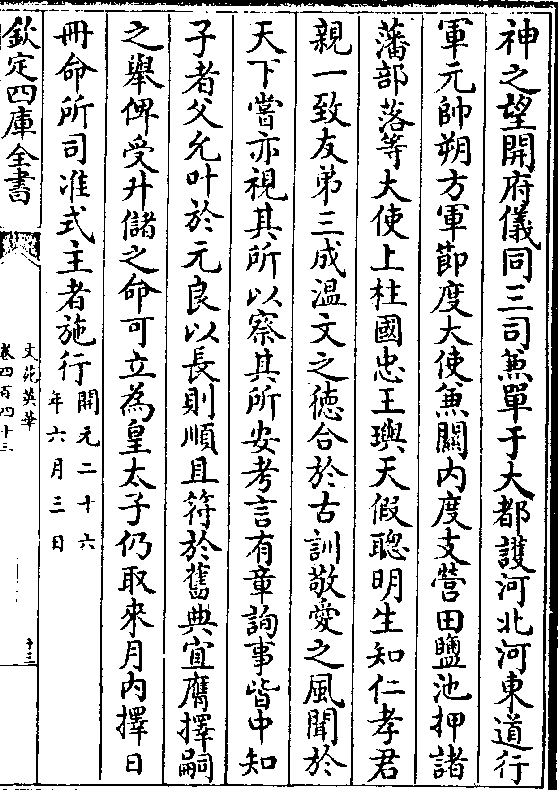 神之望開府儀同三司兼單于大都護河北河東道行
軍元帥朔方軍節度大使兼關內度支營田鹽池押諸
藩部落等大使上柱國忠王璵天假聰明生知仁孝君
親一致友弟三成温文之德合於古訓敬愛之風聞於
天下嘗亦視其所以察其所安考言有章詢事皆中知
子者父允叶於元良以長則順且符於舊典宜膺擇嗣
之舉俾受升儲之命可立為皇太子仍取來月內擇日
冊命所司准式主者施行開元二十六
年六月三日
欽定四庫全書
文苑英華
卷四百四十三
十三